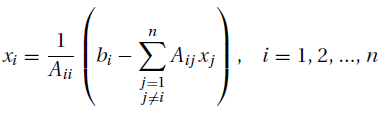 x_i = \frac{1}{A_{ii}} \left( b_i - \sum_{\substack{j=1 \\ j \neq i}}^{n} A_{ij} x_j \right), \quad i = 1, 2, ..., n